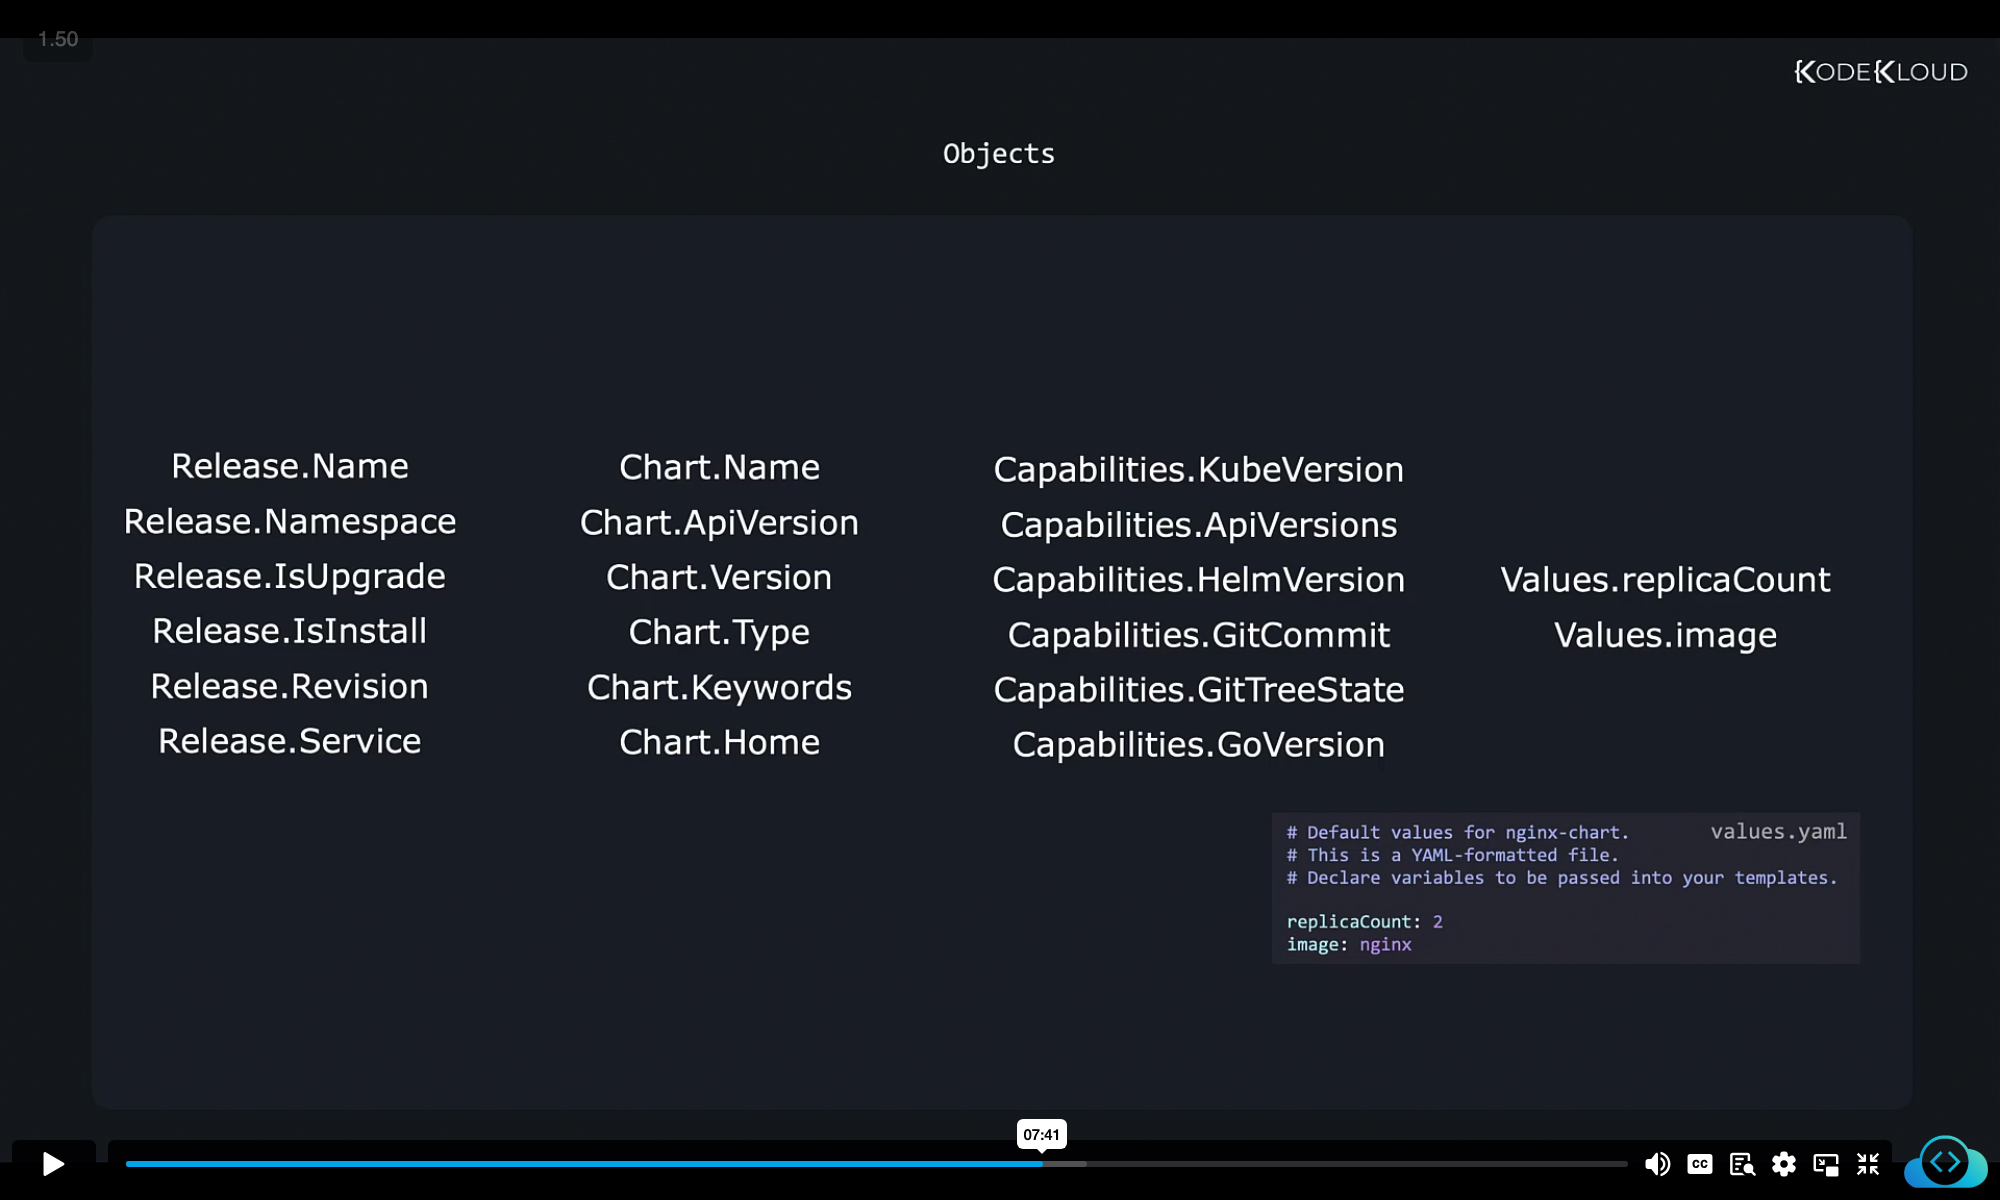 1.50
KODEKLOUD
Objects
Release.Name
Release.Namespace
Release.IsUpgrade
Release.IsInstall
Release.Revision
Release.Service
Chart.Name
Chart.ApiVersion
Chart.Version
Chart.Type
Chart.Keywords
Chart.Home
Capabilities.KubeVersion
Capabilities.ApiVersions
Capabilities.HelmVersion
Capabilities.GitCommit
Capabilities.GitTreeState
Capabilities.GoVersion
Values.replicaCount
Values.image
values.yaml
# Default values for nginx-chart.
# This is a YAML-formatted file.
# Declare variables to be passed into your templates.
replicaCount: 2
image: nginx
07:41
CC